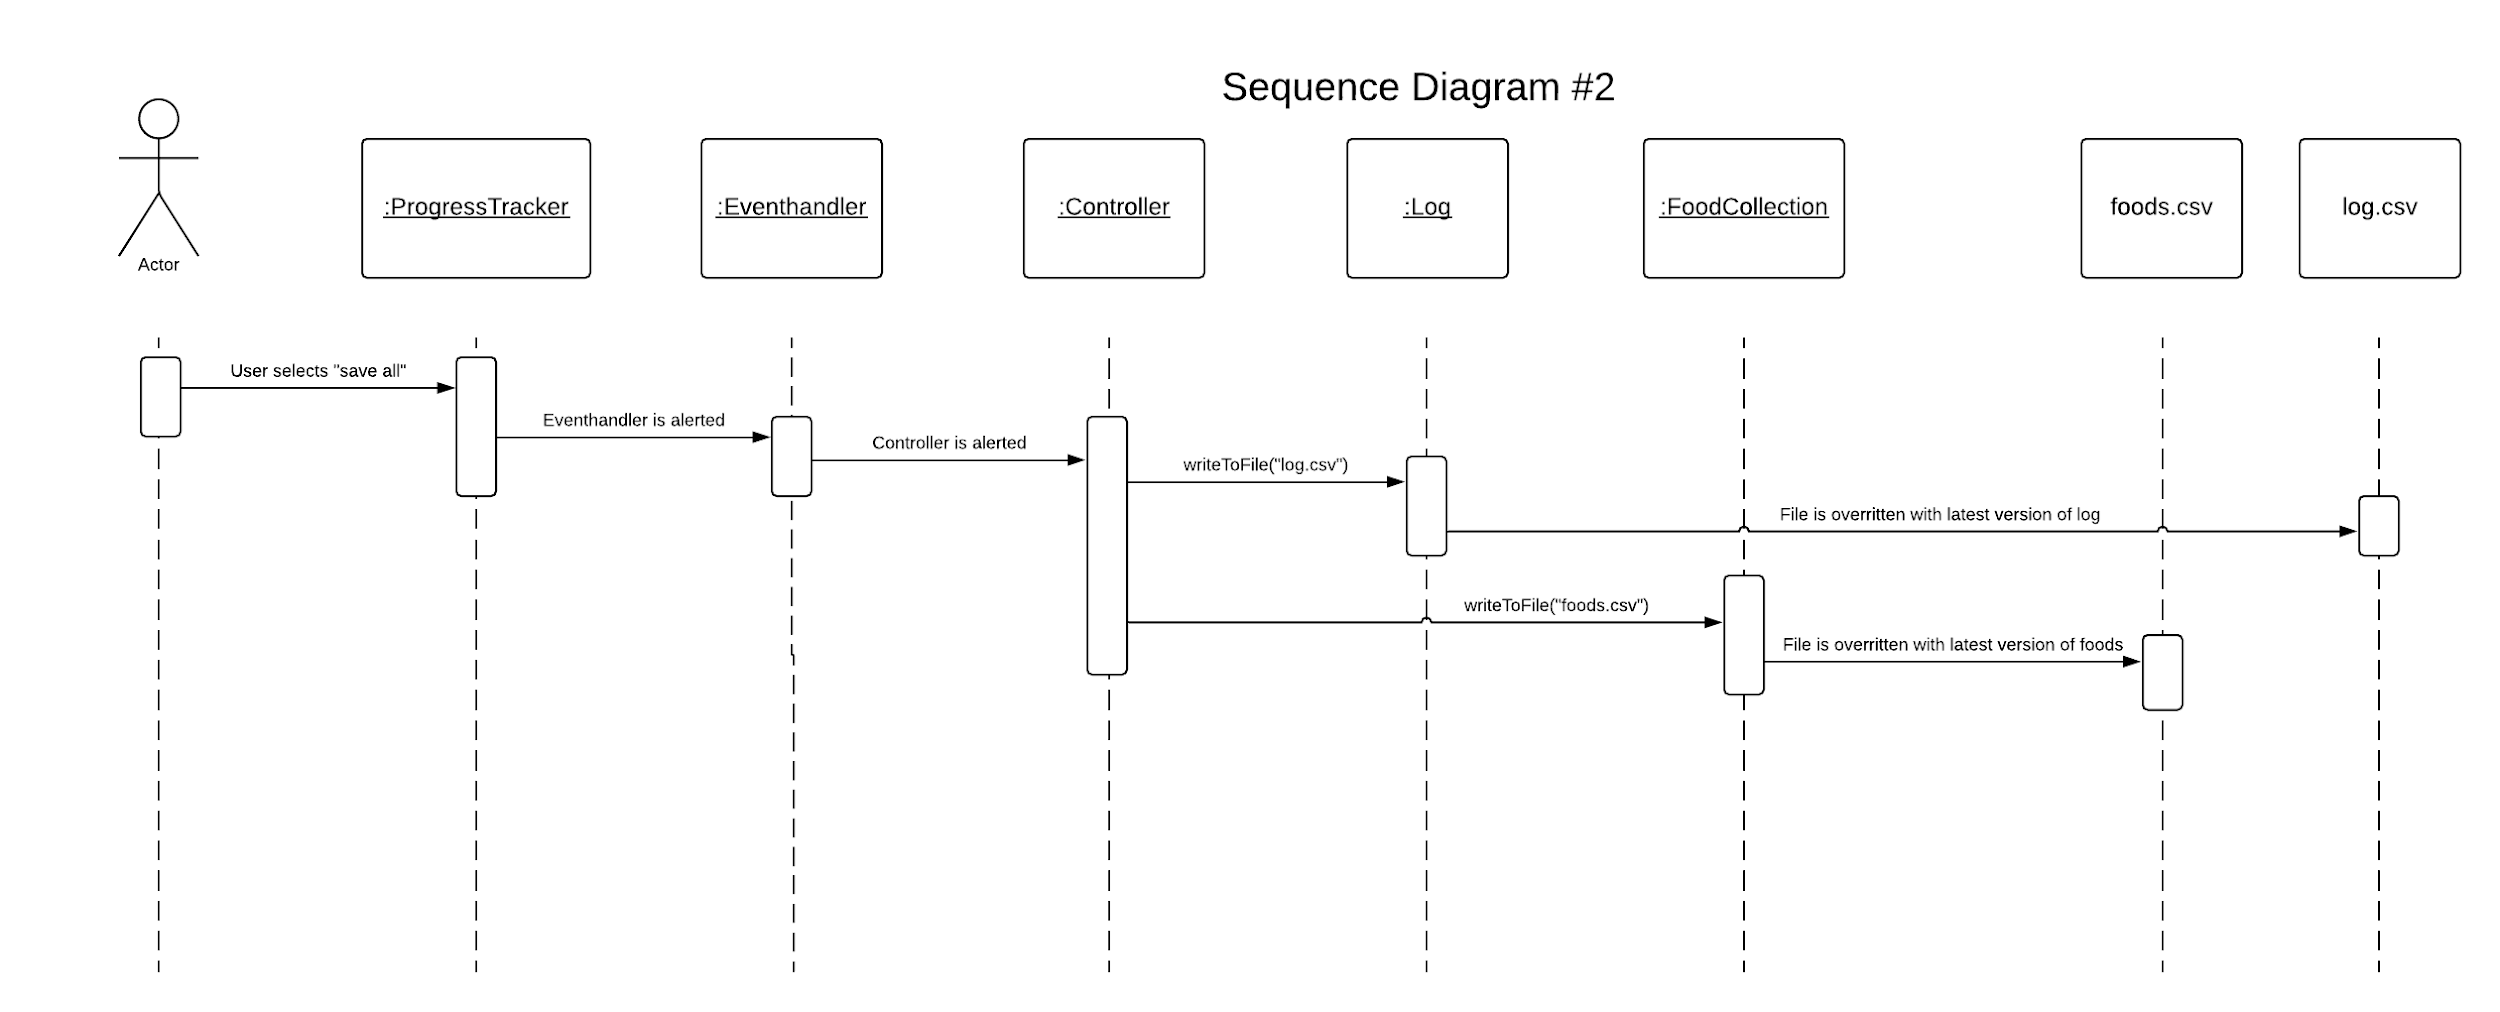 Sequence Diagram #2
Actor
:ProgressTracker
:Eventhandler
:Controller
:Log
:FoodCollection
foods.csv
log.csv
User selects "save all"
Eventhandler is alerted
Controller is alerted
writeToFile("log.csv")
File is overritten with latest version of log
writeToFile("foods.csv")
File is overritten with latest version of foods